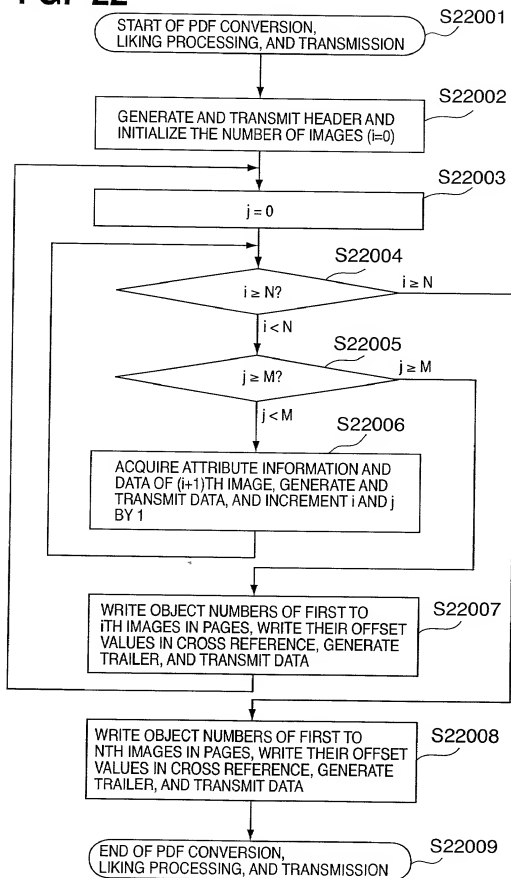 S22001
START OF PDF CONVERSION,
LIKING PROCESSING, AND TRANSMISSION
S22002
GENERATE AND TRANSMIT HEADER AND
INITIALIZE THE NUMBER OF IMAGES (i=0)
S22003
j = 0
S22004
i ≥ N?
i ≥ N
i < N
S22005
j ≥ M?
j ≥ M
j < M
S22006
ACQUIRE ATTRIBUTE INFORMATION AND
DATA OF (i+1)TH IMAGE, GENERATE AND
TRANSMIT DATA, AND INCREMENT i AND j
BY 1
S22007
WRITE OBJECT NUMBERS OF FIRST TO
iTH IMAGES IN PAGES, WRITE THEIR OFFSET
VALUES IN CROSS REFERENCE, GENERATE
TRAILER, AND TRANSMIT DATA
S22008
WRITE OBJECT NUMBERS OF FIRST TO
NTH IMAGES IN PAGES, WRITE THEIR OFFSET
VALUES IN CROSS REFERENCE, GENERATE
TRAILER, AND TRANSMIT DATA
S22009
END OF PDF CONVERSION,
LIKING PROCESSING, AND TRANSMISSION